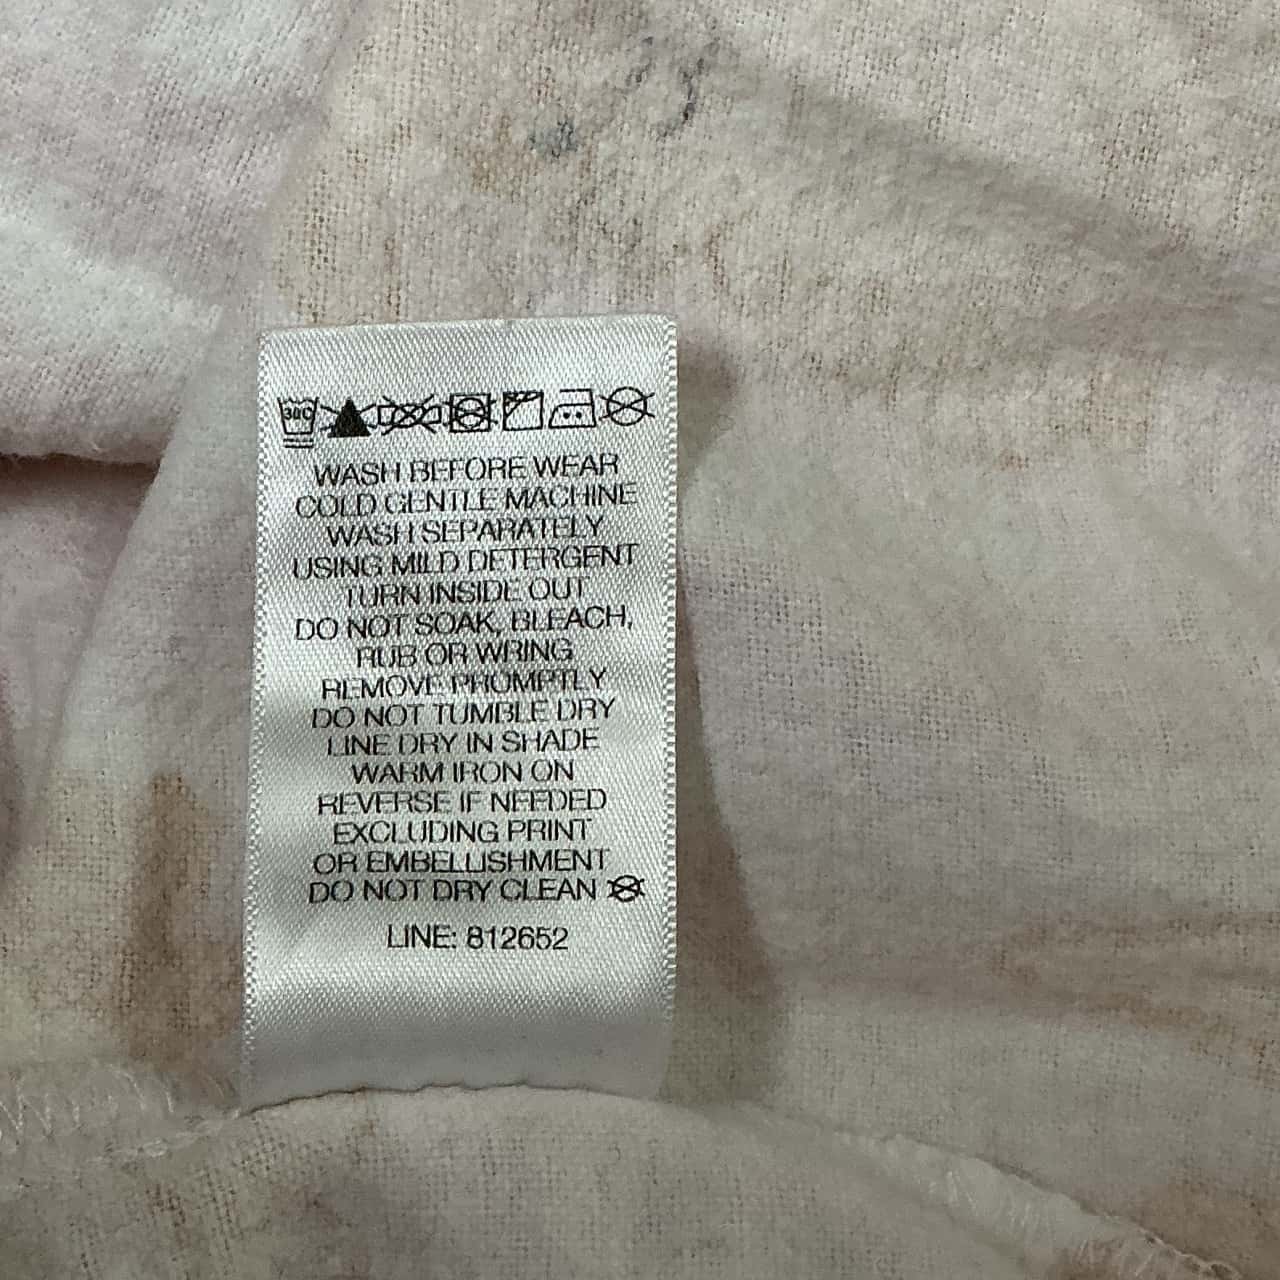 30°C
WASH BEFORE WEAR
COLD GENTLE MACHINE
WASH SEPARATELY
USING MILD DETERGENT
TURN INSIDE OUT
DO NOT SOAK, BLEACH,
RUB OR WRING
REMOVE PROMPTLY
DO NOT TUMBLE DRY
LINE DRY IN SHADE
WARM IRON ON
REVERSE IF NEEDED
EXCLUDING PRINT
OR EMBELLISHMENT
DO NOT DRY CLEAN
LINE: 812652